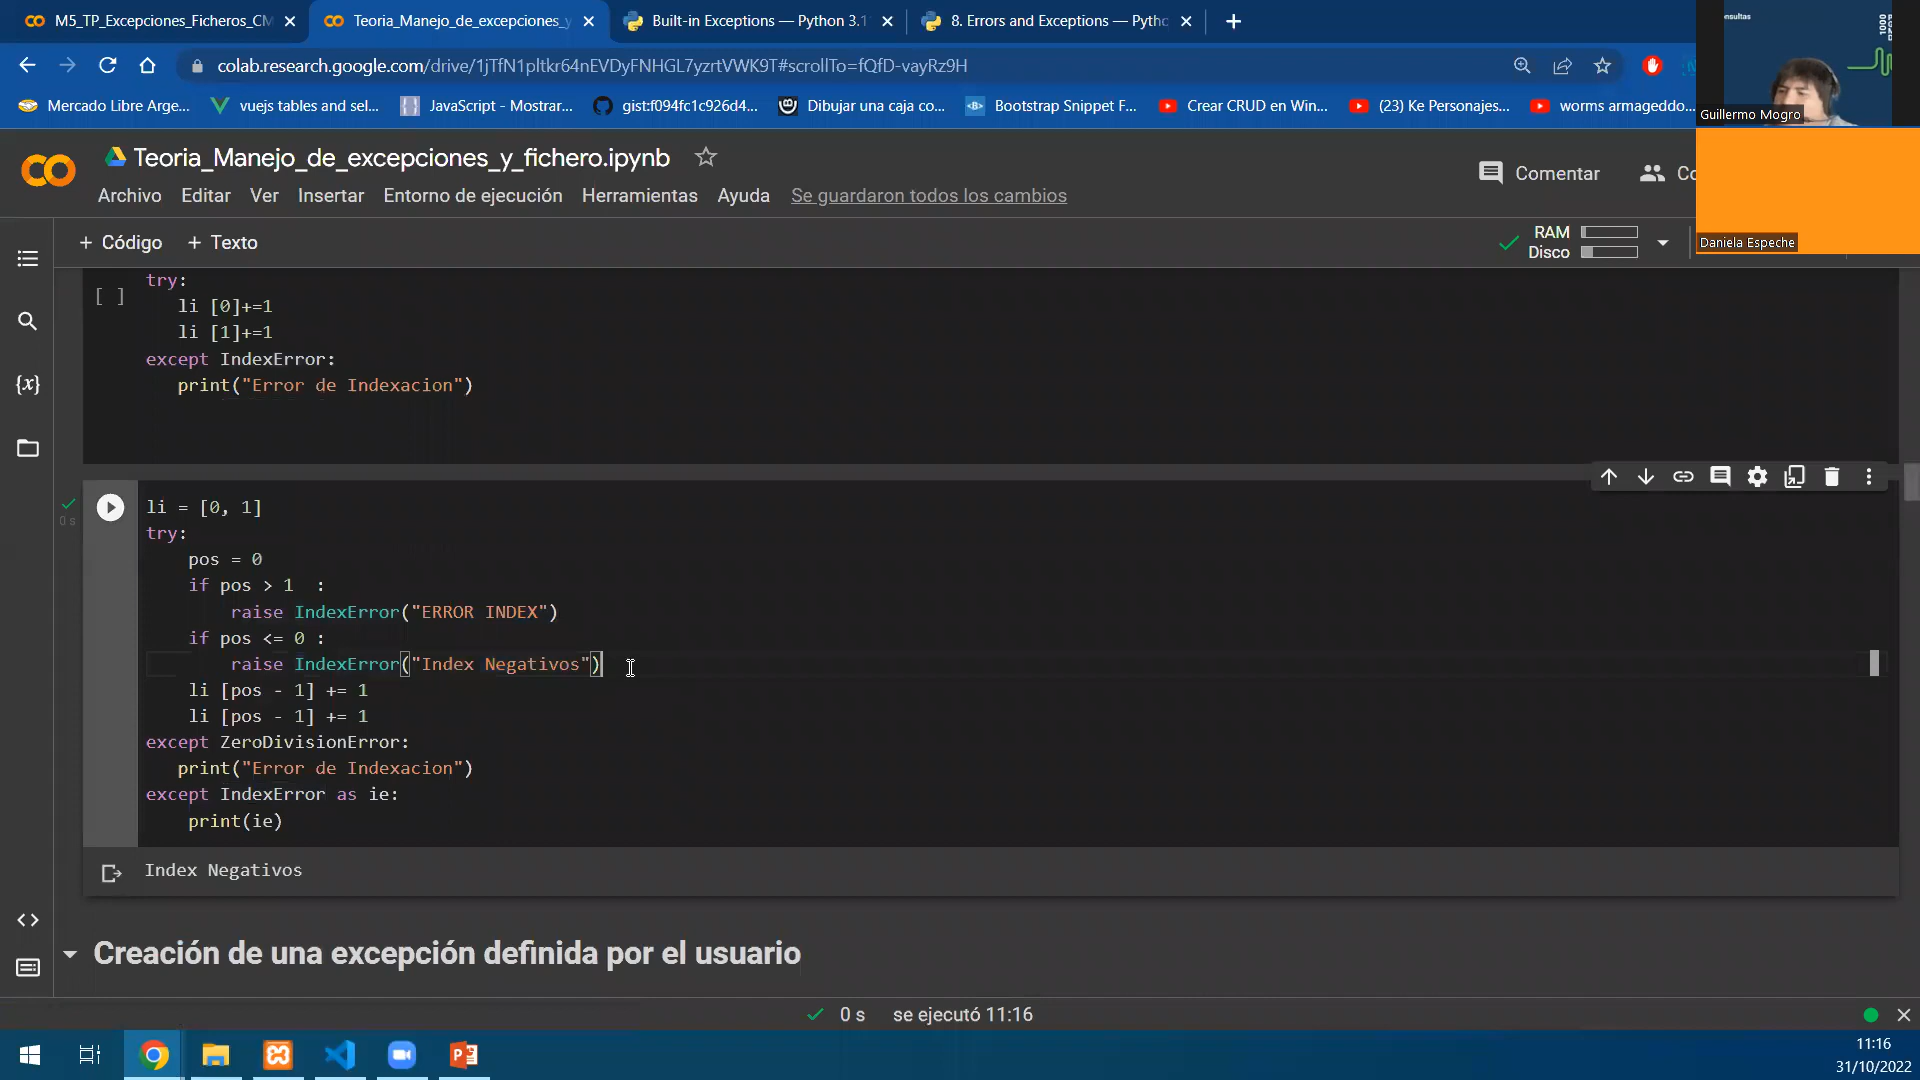 M5_TP_Excepciones_Ficheros_CM
Teoria_Manejo_de_excepciones_y
Built-in Exceptions — Python 3.1
8. Errors and Exceptions — Pytho
colab.research.google.com/drive/1jTfN1pltkr64nEVDyFNHGL7yzrtVWK9T#scrollTo=fQfD-vayRz9H
Mercado Libre Arge...
vuejs tables and sel...
JavaScript - Mostrar...
gist:f094fc1c926d4...
Dibujar una caja co...
Bootstrap Snippet F...
Crear CRUD en Win...
(23) Ke Personajes...
worms armageddo...
onsultas
1000
Guillermo Mogro
Daniela Espeche
Teoria_Manejo_de_excepciones_y_fichero.ipynb
Comentar
Co
Archivo Editar Ver Insertar Entorno de ejecución Herramientas Ayuda Se guardaron todos los cambios
+ Código + Texto
RAM
Disco
try:
[ ]
li [0]+=1
li [1]+=1
except IndexError:
print("Error de Indexacion")
0 s
li = [0, 1]
try:
pos = 0
if pos > 1 :
raise IndexError("ERROR INDEX")
if pos <= 0 :
raise IndexError("Index Negativos")
li [pos - 1] += 1
li [pos - 1] += 1
except ZeroDivisionError:
print("Error de Indexacion")
except IndexError as ie:
print(ie)
Index Negativos
Creación de una excepción definida por el usuario
0 s se ejecutó 11:16
11:16
31/10/2022